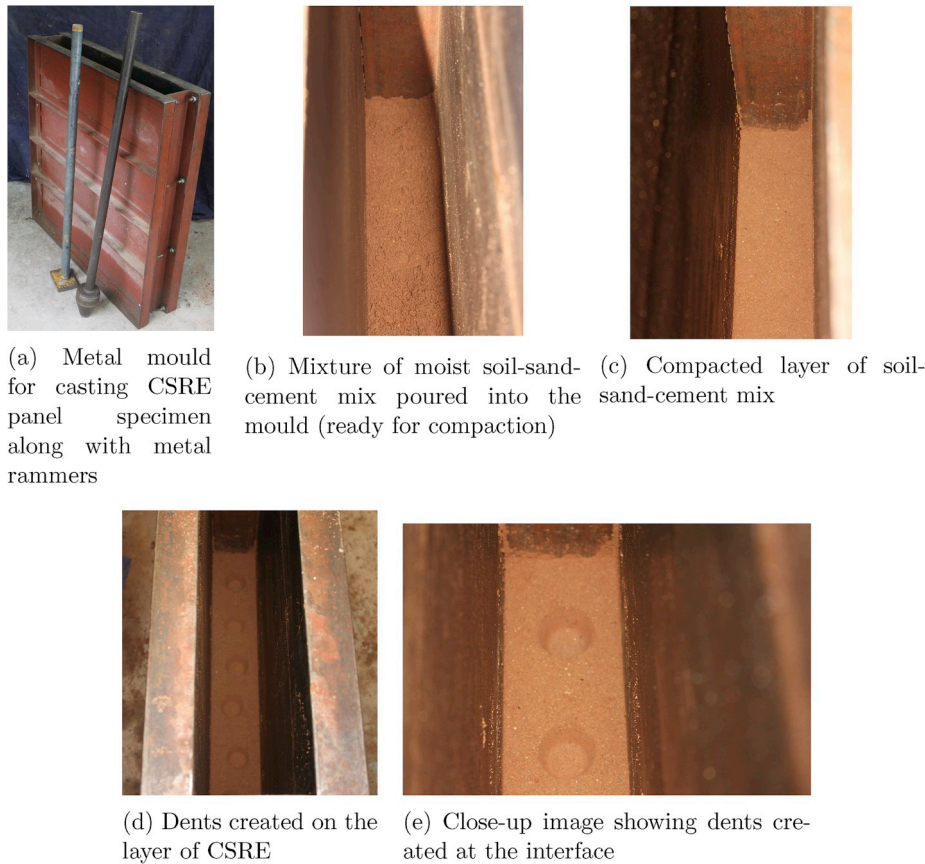 (a) Metal mould
for casting CSRE
panel specimen
along with metal
rammers
(b) Mixture of moist soil-sand-
cement mix poured into the
mould (ready for compaction)
(c) Compacted layer of soil-
sand-cement mix
(d) Dents created on the
layer of CSRE
(e) Close-up image showing dents cre-
ated at the interface